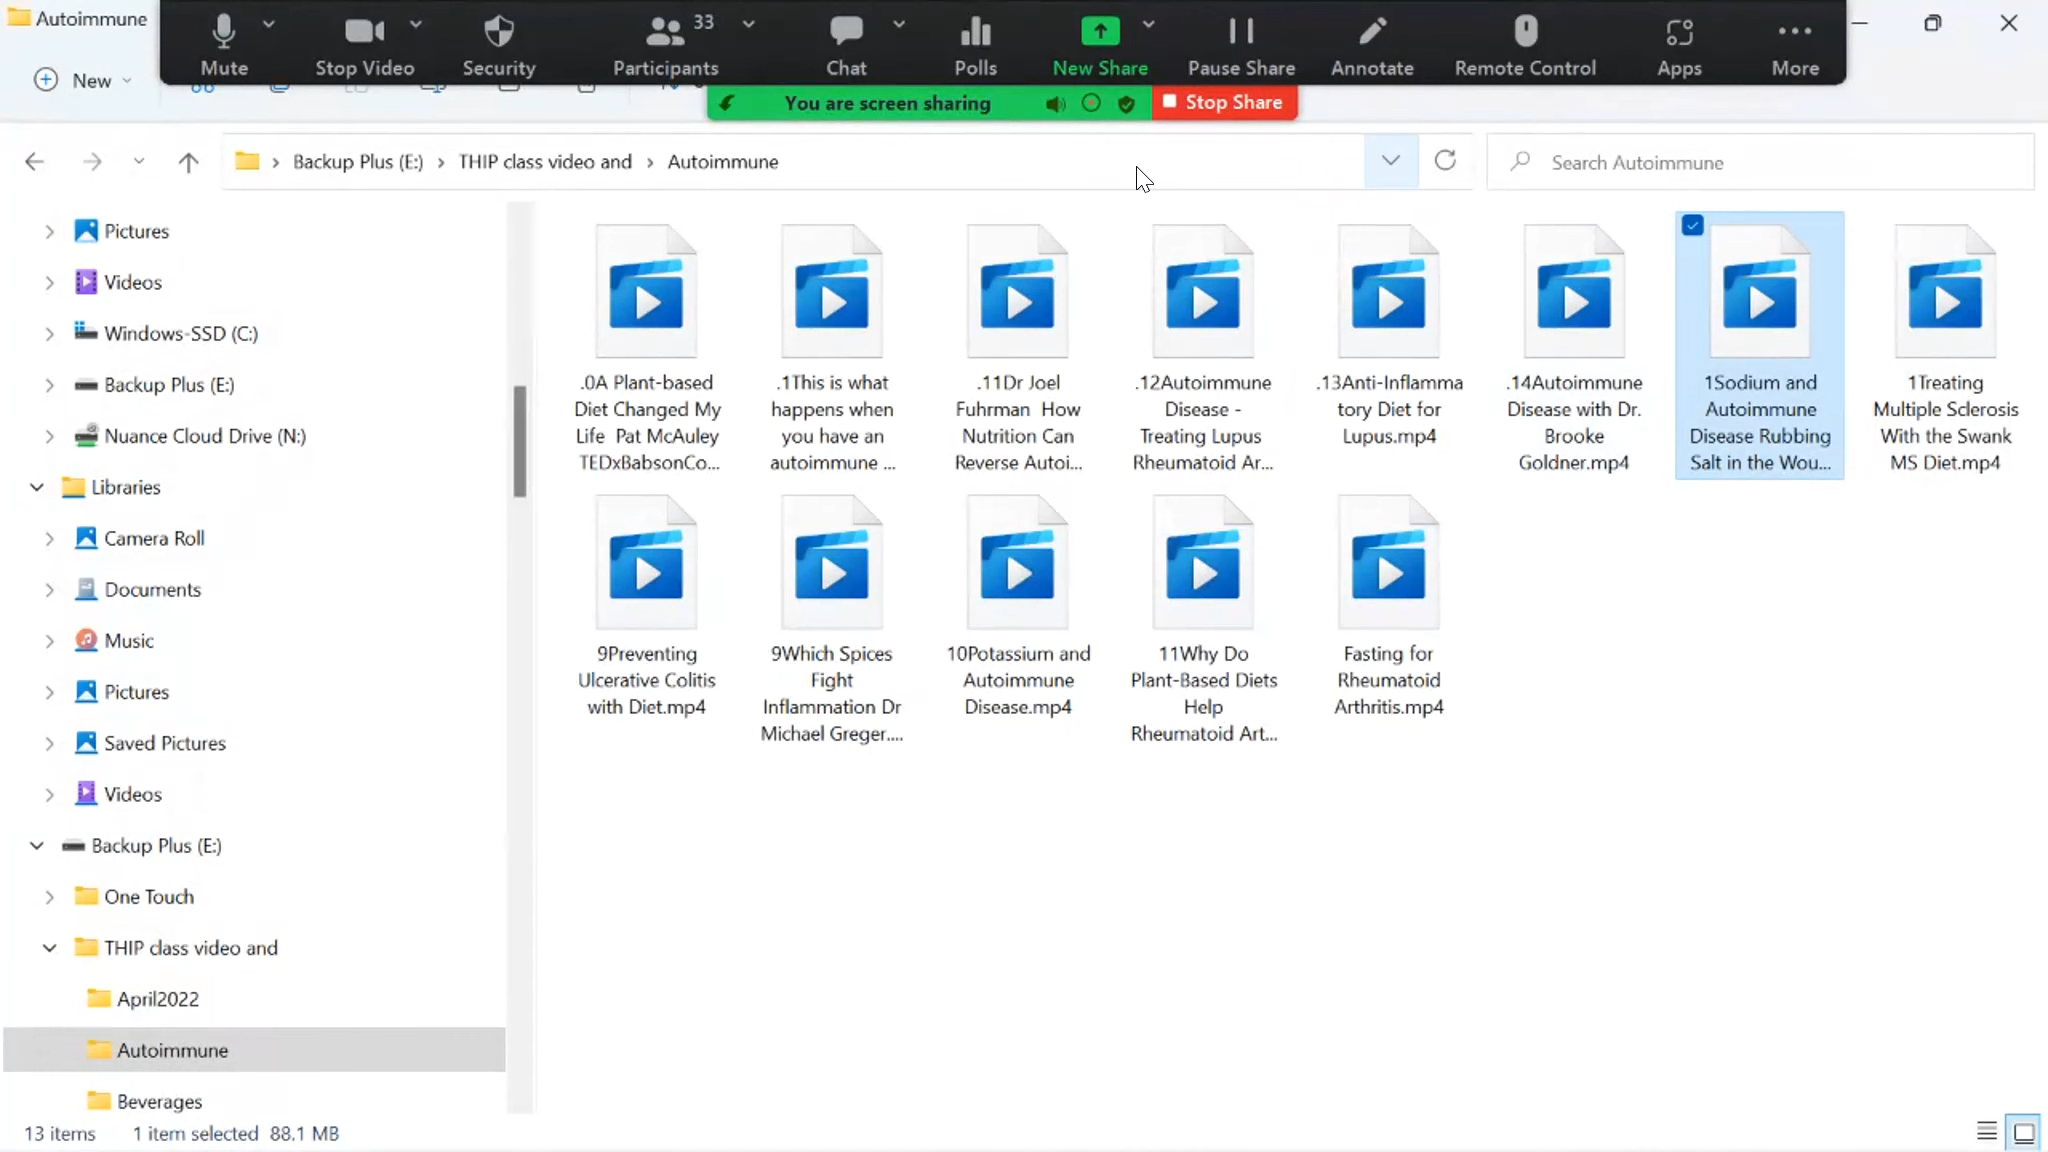 Autoimmune
Mute
Stop Video
Security
33
Participants
Chat
Polls
New Share
Pause Share
Annotate
Remote Control
Apps
More
New
You are screen sharing
Stop Share
Backup Plus (E:) › THIP class video and › Autoimmune
Search Autoimmune
Pictures
Videos
Windows-SSD (C:)
Backup Plus (E:)
Nuance Cloud Drive (N:)
Libraries
Camera Roll
Documents
Music
Pictures
Saved Pictures
Videos
Backup Plus (E:)
One Touch
THIP class video and
April2022
Autoimmune
Beverages
.0A Plant-based
Diet Changed My
Life Pat McAuley
TEDxBabsonCo...
.1This is what
happens when
you have an
autoimmune ...
.11Dr Joel
Fuhrman How
Nutrition Can
Reverse Autoi...
.12Autoimmune
Disease -
Treating Lupus
Rheumatoid Ar...
.13Anti-Inflamma
tory Diet for
Lupus.mp4
.14Autoimmune
Disease with Dr.
Brooke
Goldner.mp4
1Sodium and
Autoimmune
Disease Rubbing
Salt in the Wou...
1Treating
Multiple Sclerosis
With the Swank
MS Diet.mp4
9Preventing
Ulcerative Colitis
with Diet.mp4
9Which Spices
Fight
Inflammation Dr
Michael Greger....
10Potassium and
Autoimmune
Disease.mp4
11Why Do
Plant-Based Diets
Help
Rheumatoid Art...
Fasting for
Rheumatoid
Arthritis.mp4
13 items
1 item selected 88.1 MB